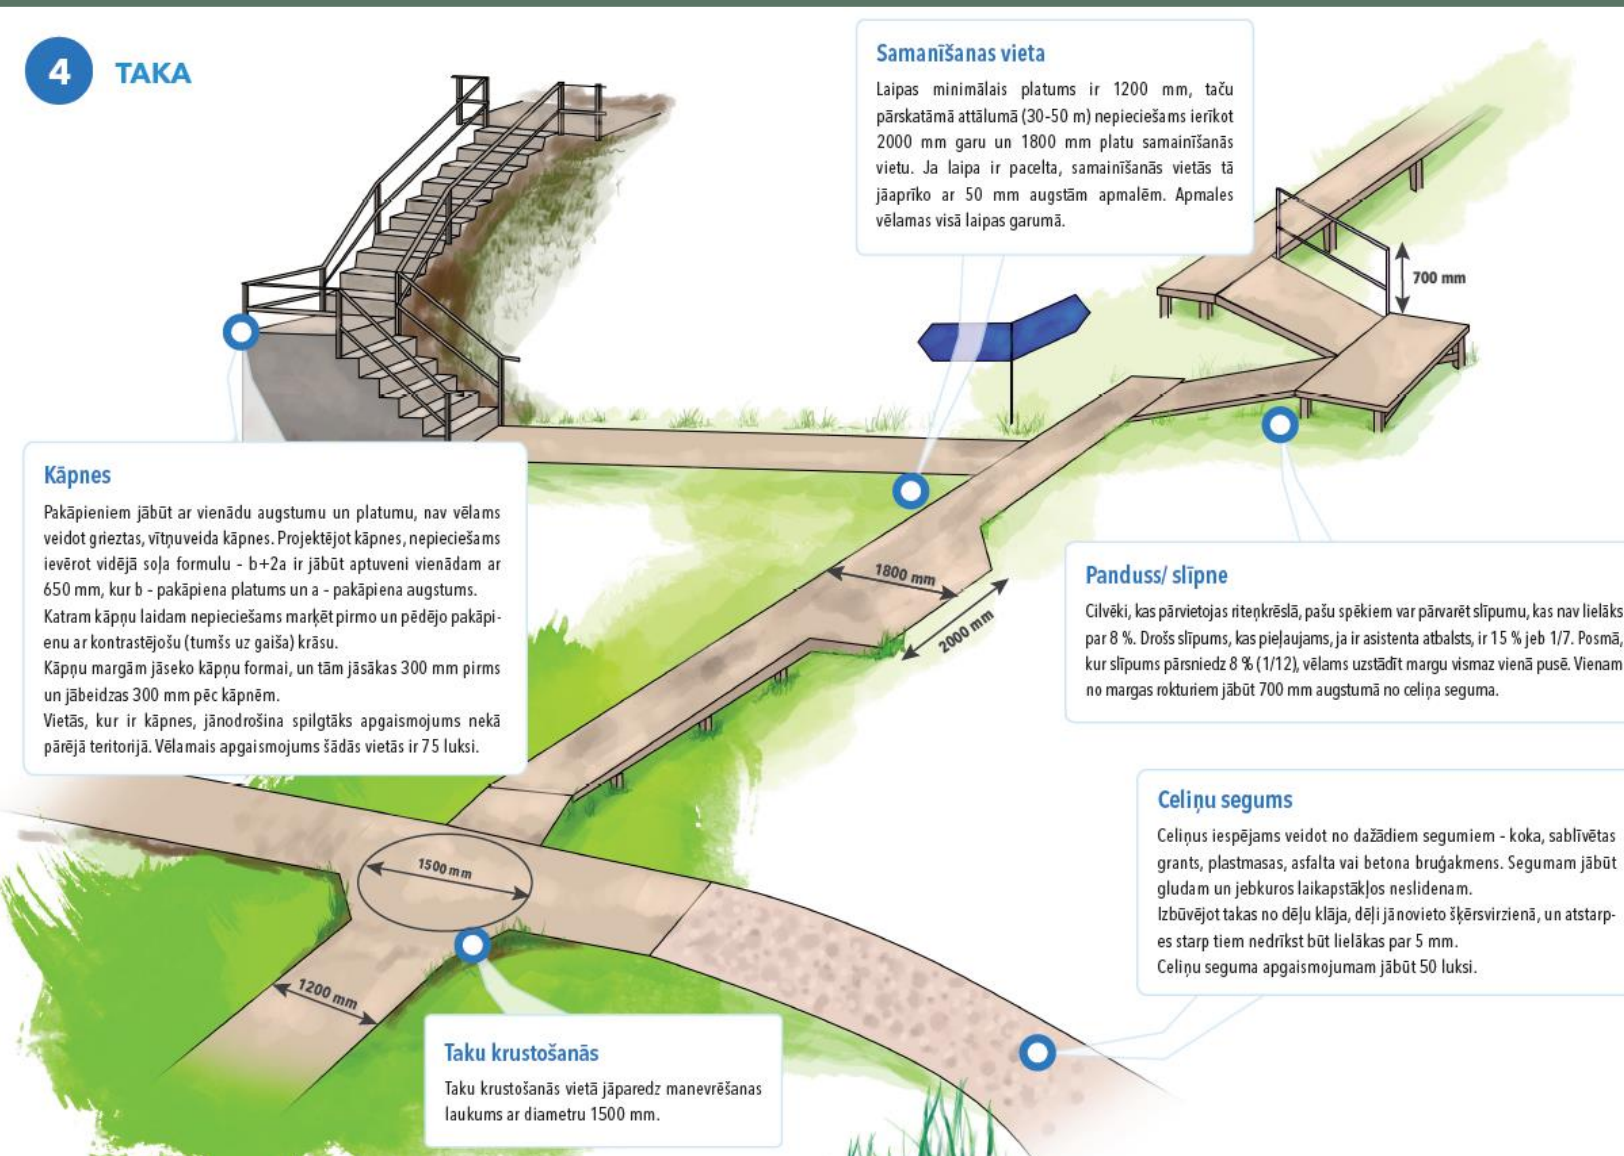 4 TAKA
Samanīšanas vieta
Laipas minimālais platums ir 1200 mm, taču
pārskatāmā attālumā (30-50 m) nepieciešams ierīkot
2000 mm garu un 1800 mm platu samainīšanās
vietu. Ja laipa ir pacelta, samainīšanās vietās tā
jāaprīko ar 50 mm augstām apmalēm. Apmales
vēlamas visā laipas garumā.
700 mm
Kāpnes
Pakāpieniem jābūt ar vienādu augstumu un platumu, nav vēlams
veidot grieztas, vītņuveida kāpnes. Projektējot kāpnes, nepieciešams
ievērot vidējā soļa formulu - b+2a ir jābūt aptuveni vienādam ar
650 mm, kur b - pakāpiena platums un a - pakāpiena augstums.
Katram kāpņu laidam nepieciešams marķēt pirmo un pēdējo pakāpi-
enu ar kontrastējošu (tumšs uz gaiša) krāsu.
Kāpņu margām jāseko kāpņu formai, un tām jāsākas 300 mm pirms
un jābeidzas 300 mm pēc kāpnēm.
Vietās, kur ir kāpnes, jānodrošina spilgtāks apgaismojums nekā
pārējā teritorijā. Vēlamais apgaismojums šādās vietās ir 75 luksi.
1800 mm
2000 mm
Panduss/ slīpne
Cilvēki, kas pārvietojas riteņkrēslā, pašu spēkiem var pārvarēt slīpumu, kas nav lielāks
par 8 %. Drošs slīpums, kas pieļaujams, ja ir asistenta atbalsts, ir 15 % jeb 1/7. Posmā,
kur slīpums pārsniedz 8 % (1/12), vēlams uzstādīt margu vismaz vienā pusē. Vienam
no margas rokturiem jābūt 700 mm augstumā no celiņa seguma.
Celiņu segums
Celiņus iespējams veidot no dažādiem segumiem - koka, sablīvētas
grants, plastmasas, asfalta vai betona bruģakmens. Segumam jābūt
gludam un jebkuros laikapstākļos neslidenam.
Izbūvējot takas no dēļu klāja, dēļi jānovieto šķērsvirzienā, un atstarp-
es starp tiem nedrīkst būt lielākas par 5 mm.
Celiņu seguma apgaismojumam jābūt 50 luksi.
1500 mm
1200 mm
Taku krustošanās
Taku krustošanās vietā jāparedz manevrēšanas
laukums ar diametru 1500 mm.